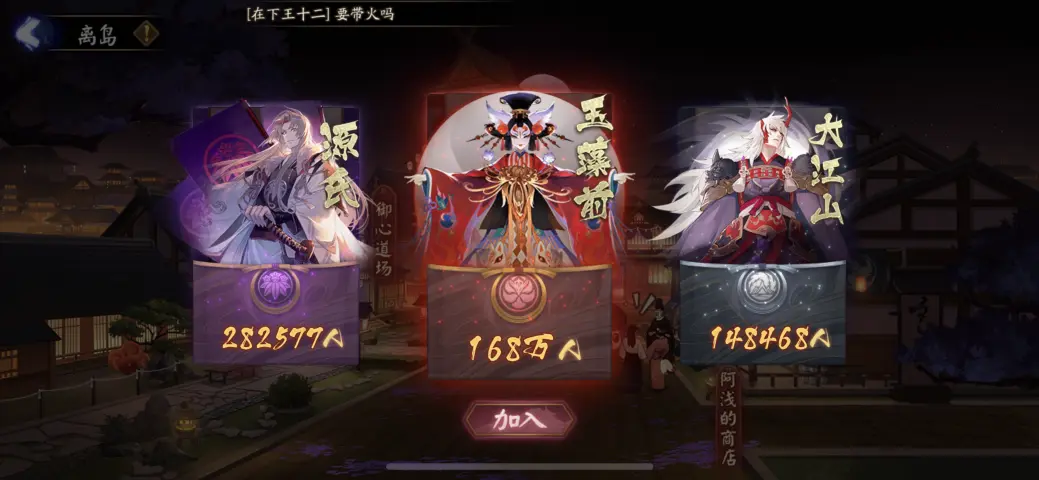 [在下王十二] 要带火吗
离岛
!
源氏
玉藻前
大江山
御心道场
282577人
168万人
148468人
加入
阿浅的商店